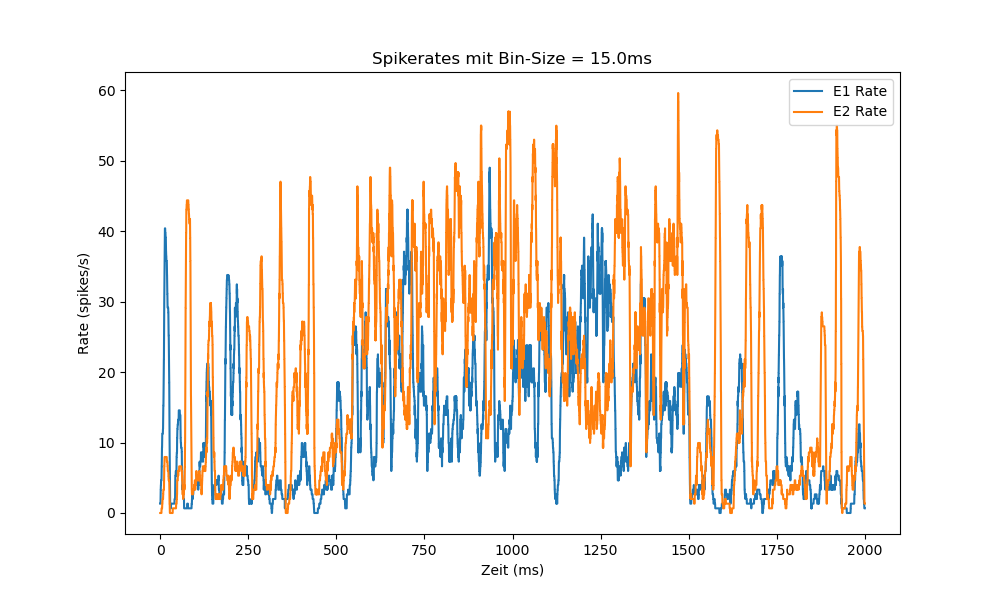 Spikerates mit Bin-Size = 15.0ms
E1 Rate
E2 Rate
60
50
40
30
20
10
0
Rate (spikes/s)
0 250 500 750 1000 1250 1500 1750 2000
Zeit (ms)